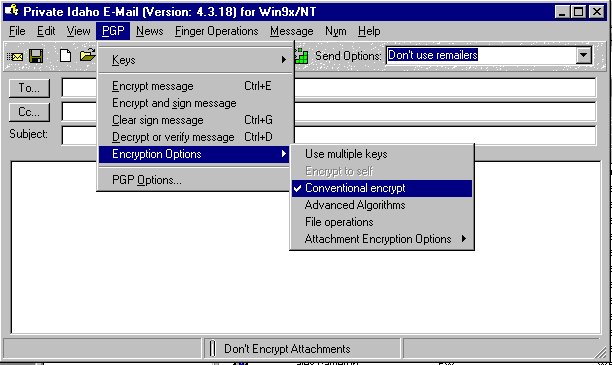 Private Idaho E-Mail (Version: 4.3.18) for Win9x/NT
File Edit View PGP News Finger Operations Message Nym Help
Send Options: Don't use remailers
Keys
To...
Encrypt message Ctrl+E
Encrypt and sign message
Cc...
Clear sign message Ctrl+G
Subject:
Decrypt or verify message Ctrl+D
Encryption Options
Use multiple keys
Encrypt to self
PGP Options...
Conventional encrypt
Advanced Algorithms
File operations
Attachment Encryption Options
Don't Encrypt Attachments